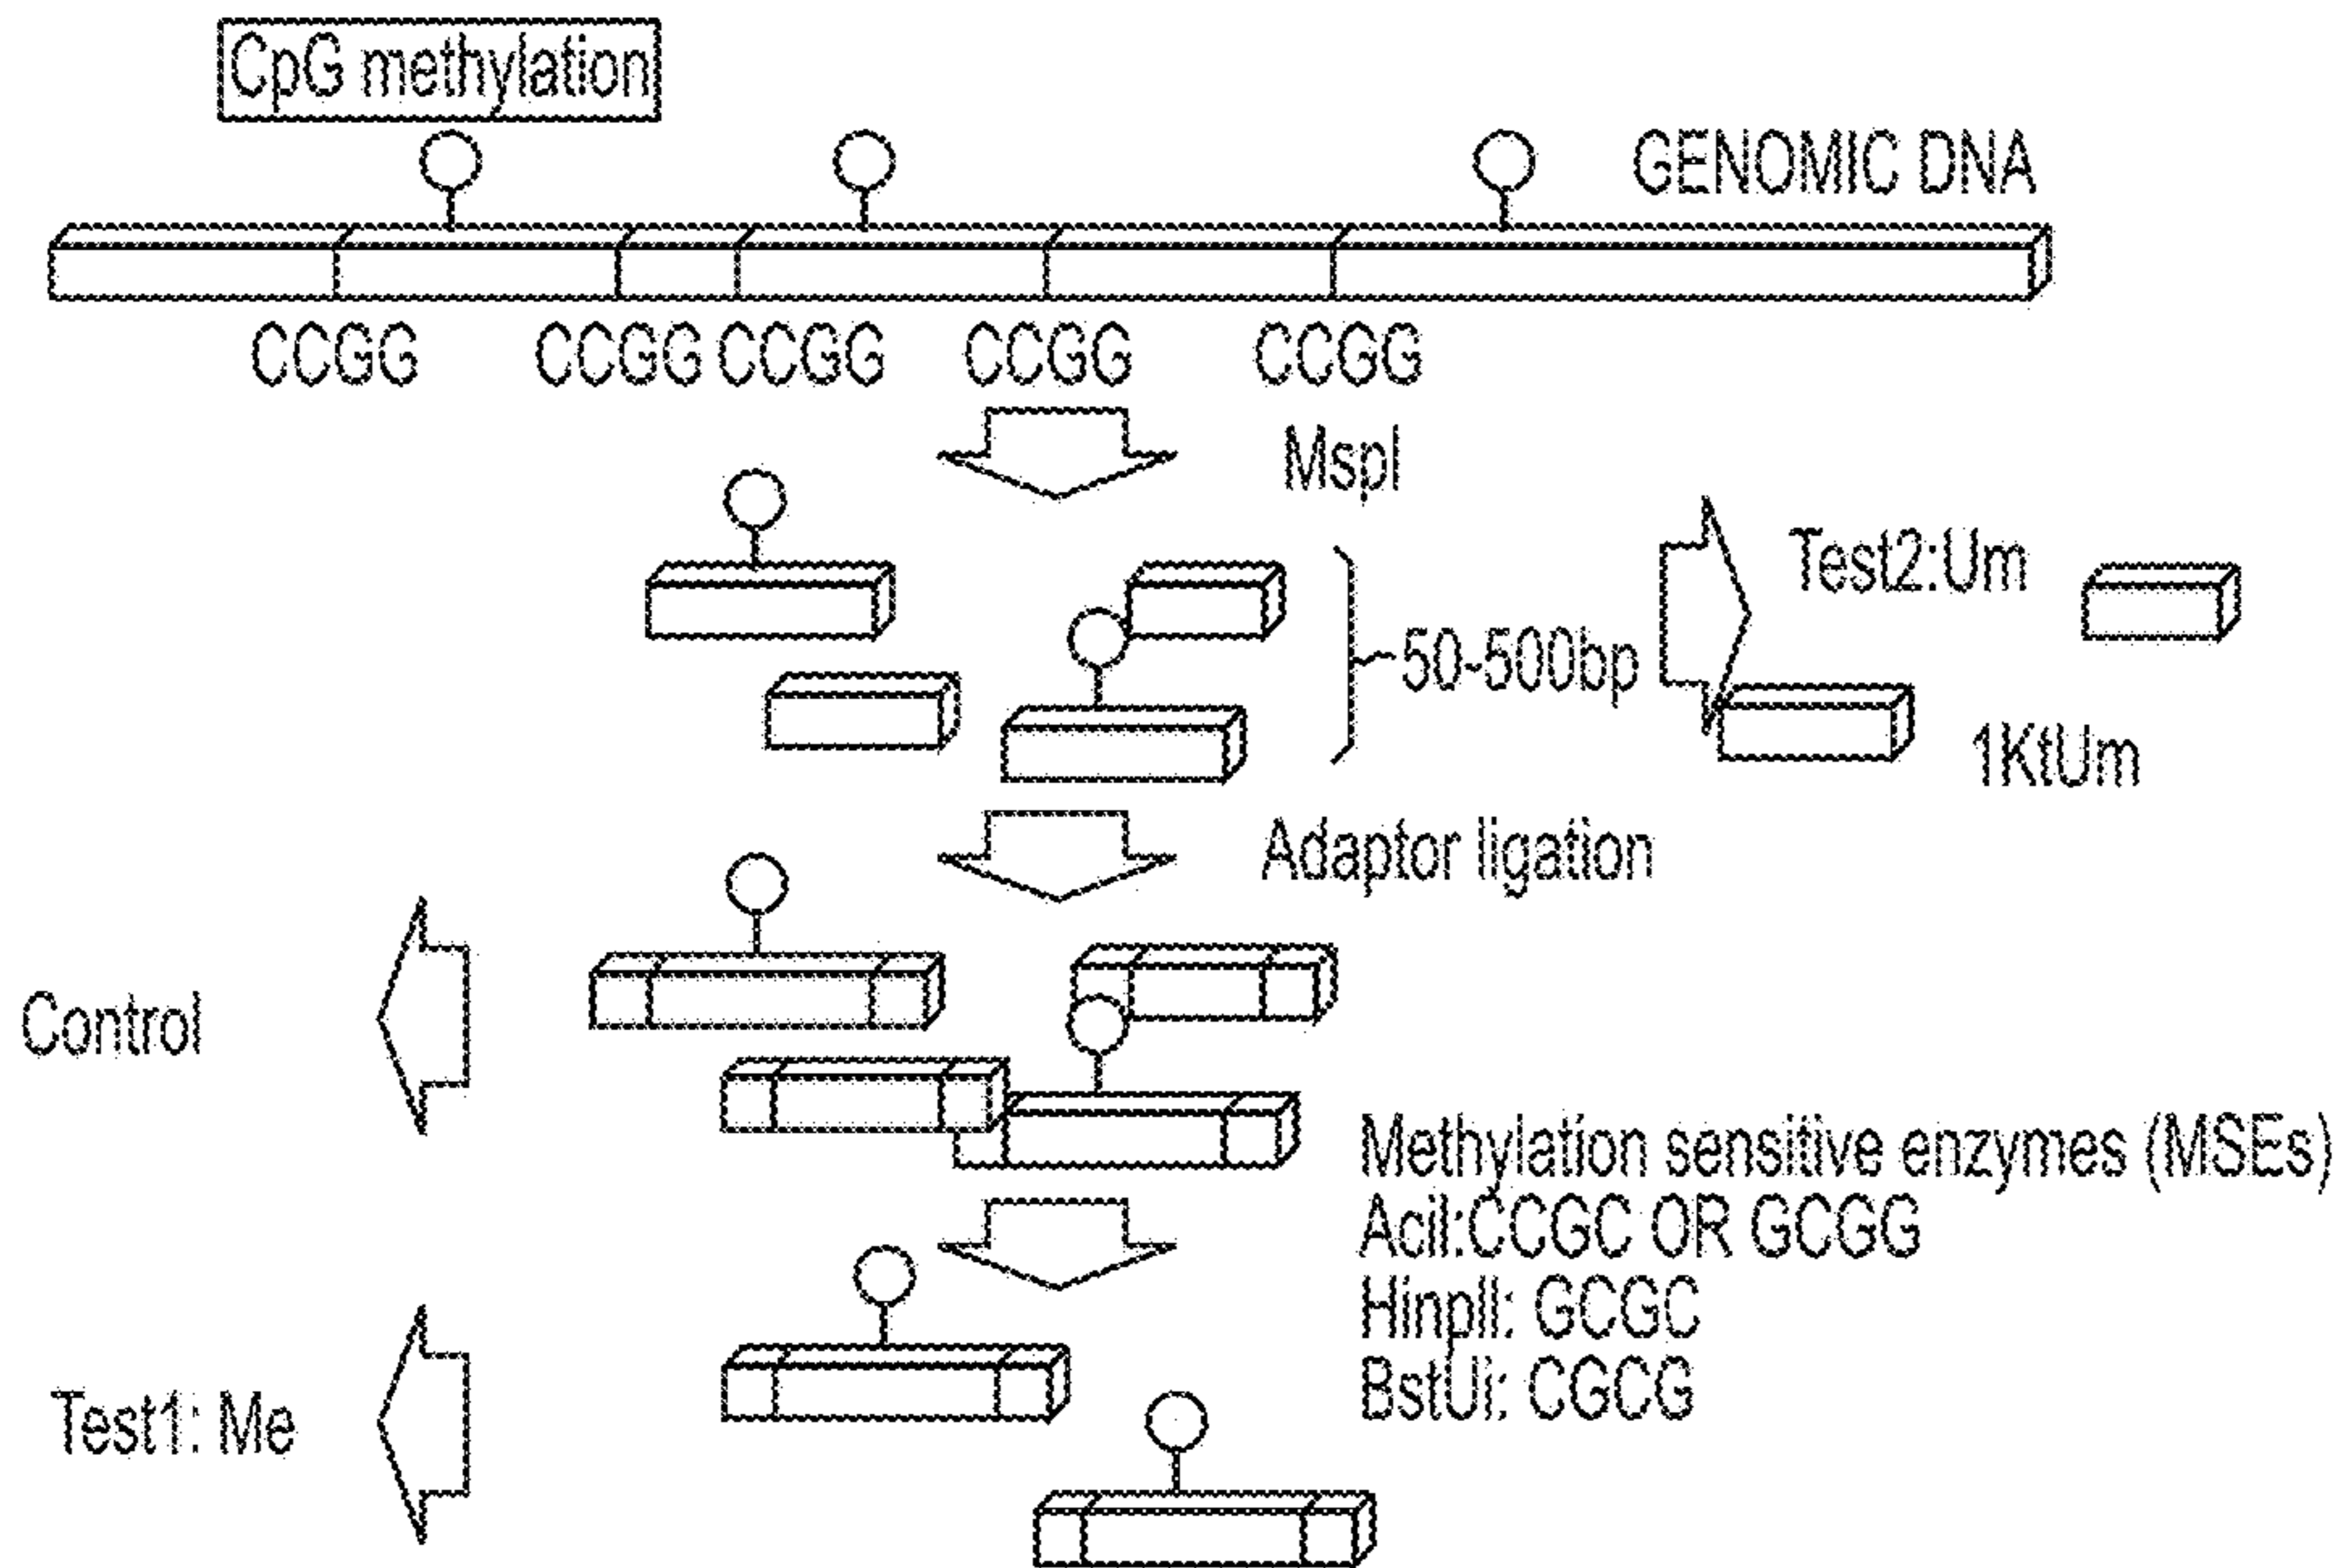 CpG methylation
GENOMIC DNA
CCGG CCGG CCGG CCGG CCGG
MspI
Test2:Um
50-500bp
1KtUm
Adaptor ligation
Control
Methylation sensitive enzymes (MSEs)
AciI:CCGC OR GCGG
HinpII: GCGC
BstUi: CGCG
Test1: Me